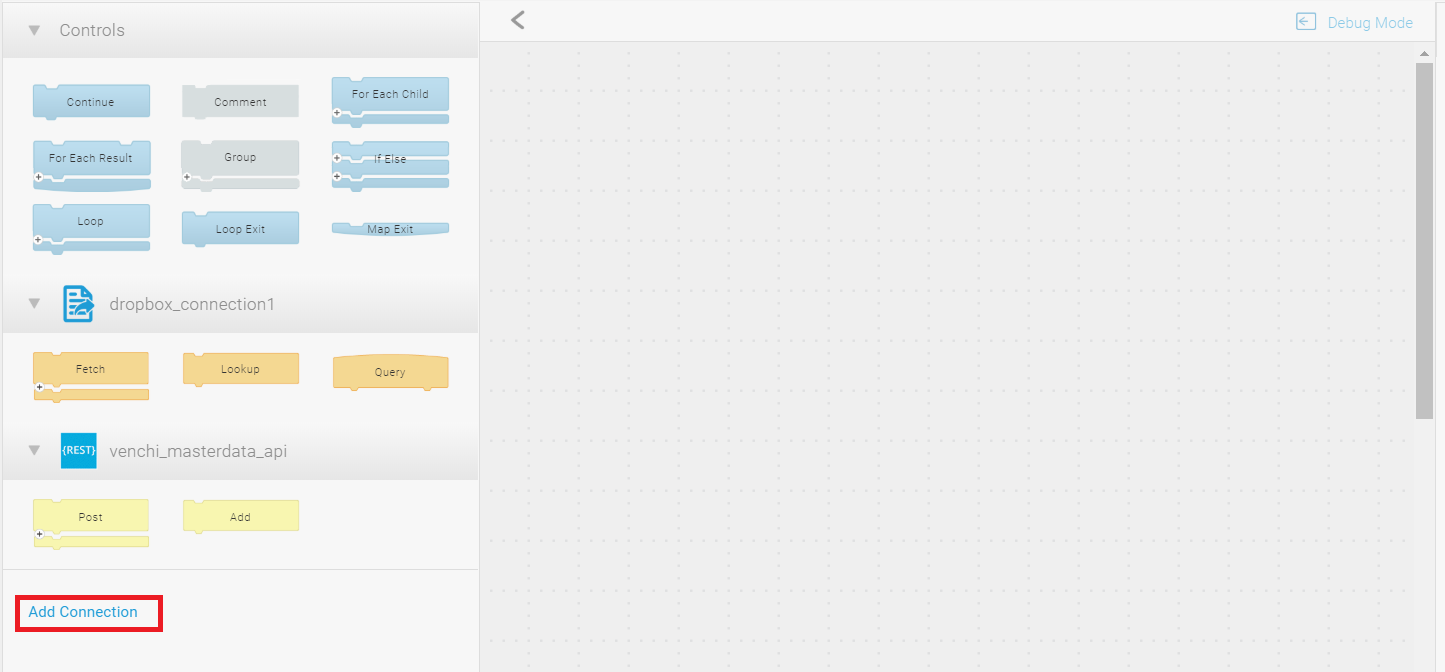 Controls
Debug Mode
Continue
Comment
For Each Child
For Each Result
Group
If Else
Loop
Loop Exit
Map Exit
dropbox_connection1
Fetch
Lookup
Query
{REST}
venchi_masterdata_api
Post
Add
Add Connection